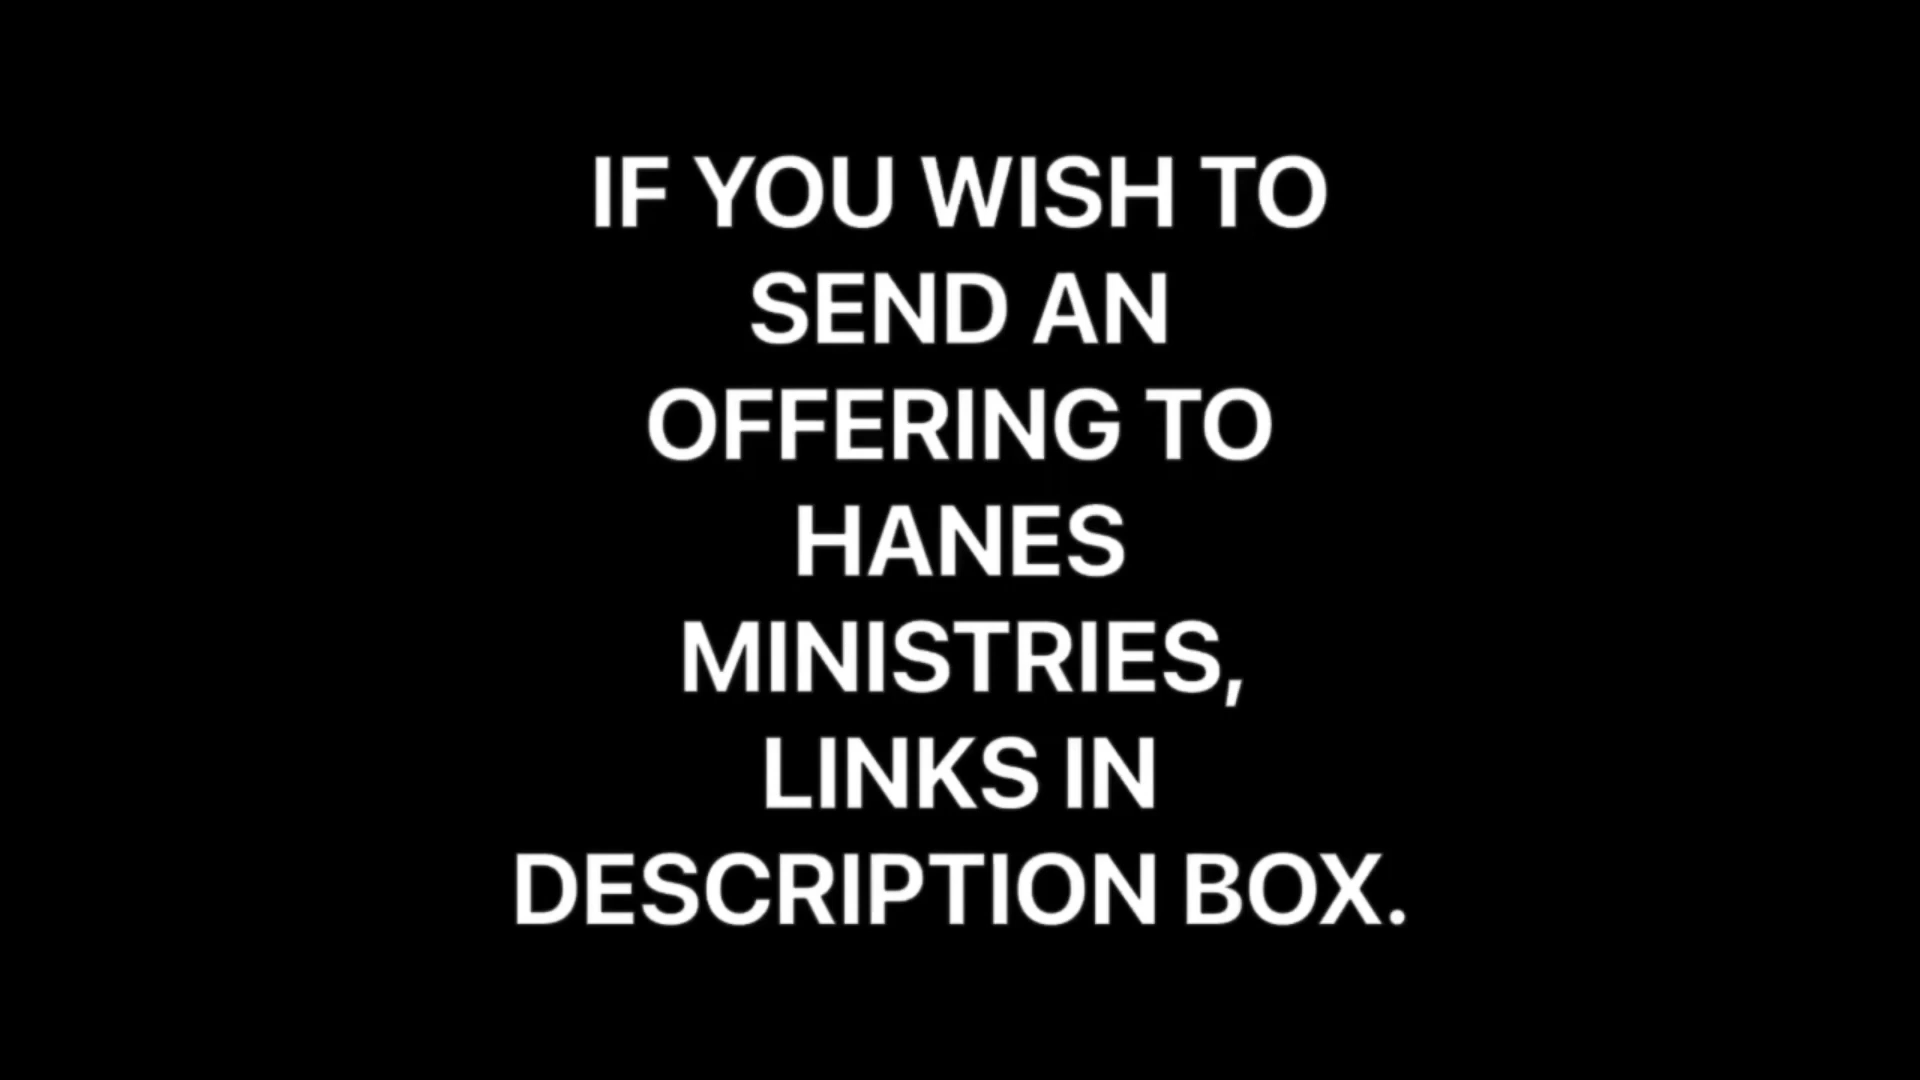 IF YOU WISH TO
SEND AN
OFFERING TO
HANES
MINISTRIES,
LINKS IN
DESCRIPTION BOX.